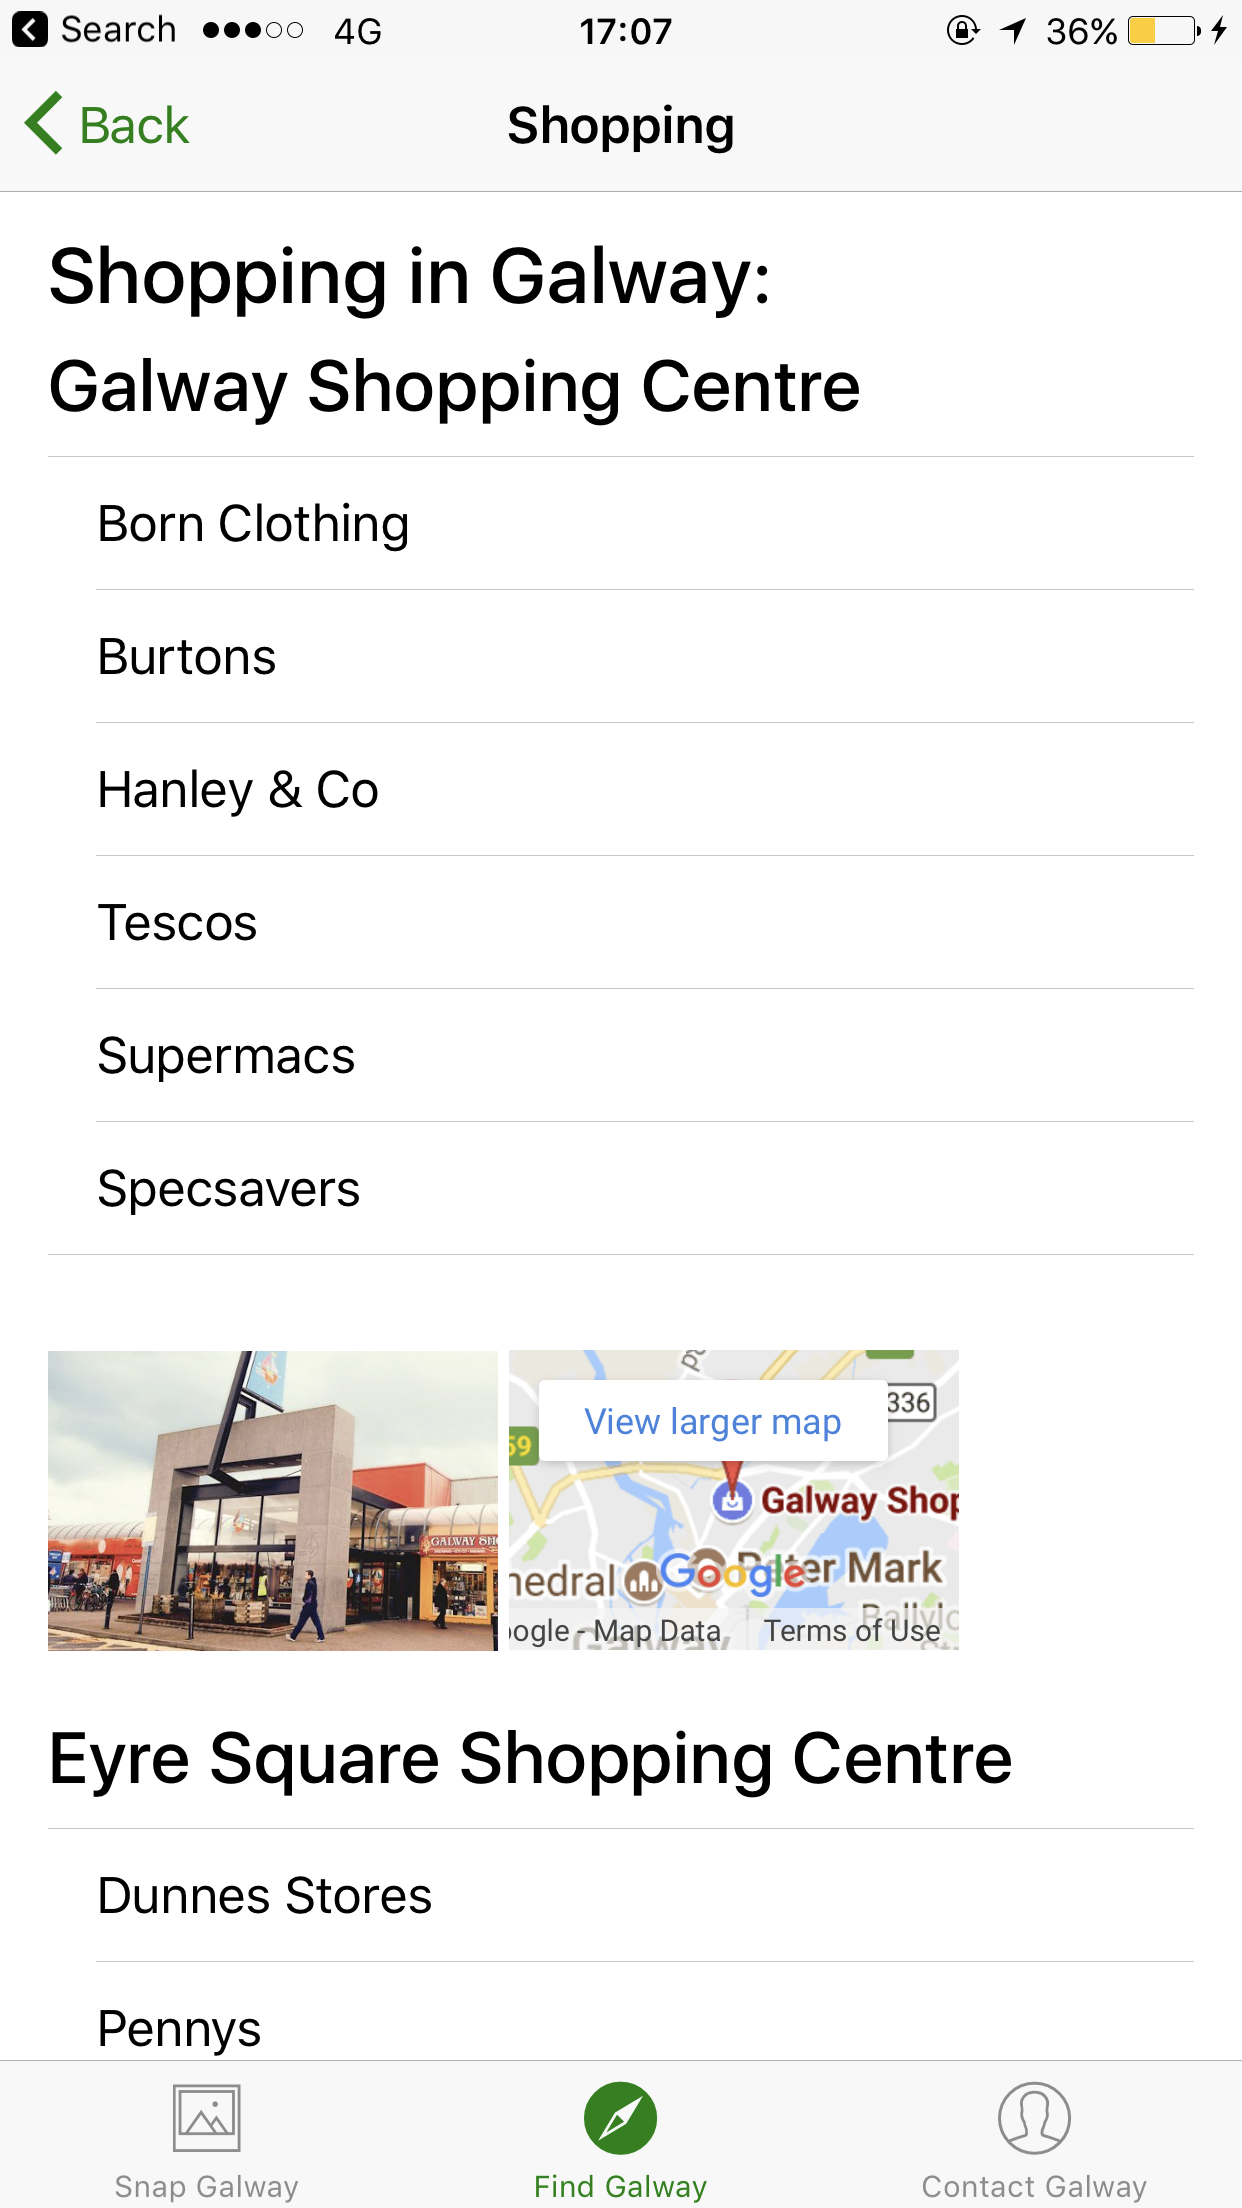 Search 4G 17:07 36%
Back Shopping
Shopping in Galway:
Galway Shopping Centre
Born Clothing
Burtons
Hanley & Co
Tescos
Supermacs
Specsavers
GALWAY SH
View larger map
336
59
Galway Shop
hedral
Google
Peter Mark
oogle - Map Data Terms of Use
Galway
Eyre Square Shopping Centre
Dunnes Stores
Pennys
Snap Galway Find Galway Contact Galway